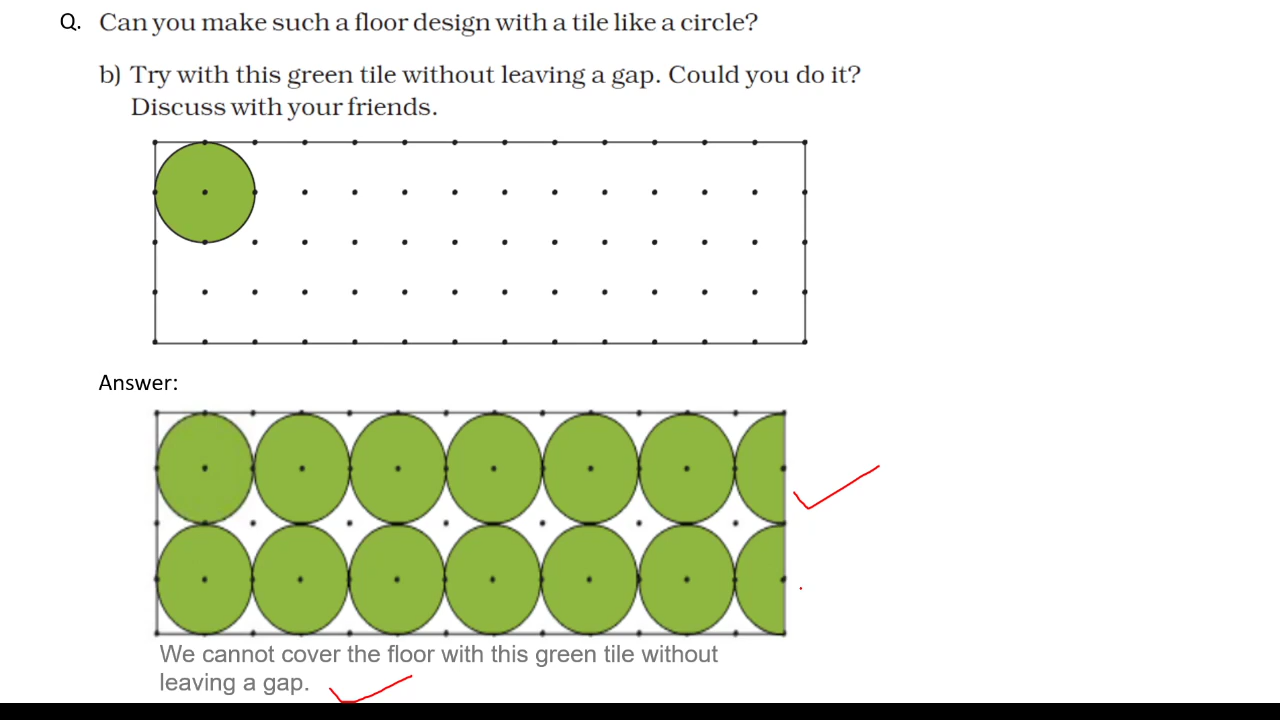 Q. Can you make such a floor design with a tile like a circle?
b) Try with this green tile without leaving a gap. Could you do it?
Discuss with your friends.
Answer:
We cannot cover the floor with this green tile without
leaving a gap.